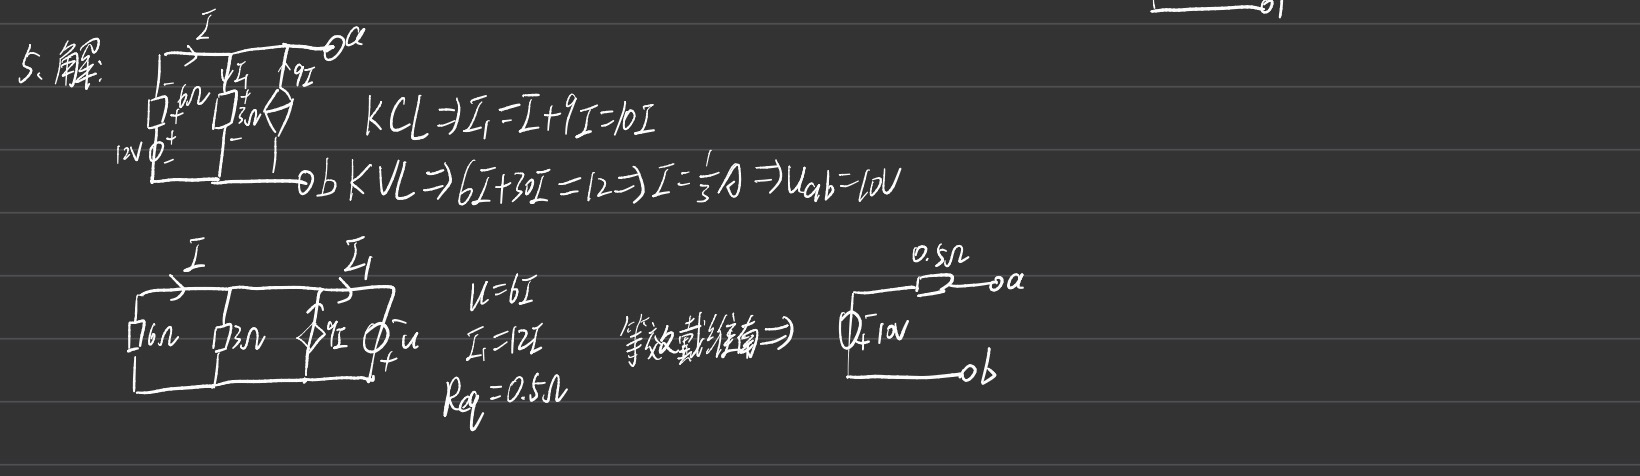 5、解:
I
a
I₁
9I
- 6Ω +
+ 3Ω -
12V + -
KCL⇒I₁=I+9I=10I
b KVL⇒6I+30I=12⇒I=1/3A⇒Uab=10V
I
I₁
6Ω 3Ω 9I - u +
u=6I
I₁=12I
Req=0.5Ω
等效戴维南⇒
0.5Ω
a
- 10V +
b